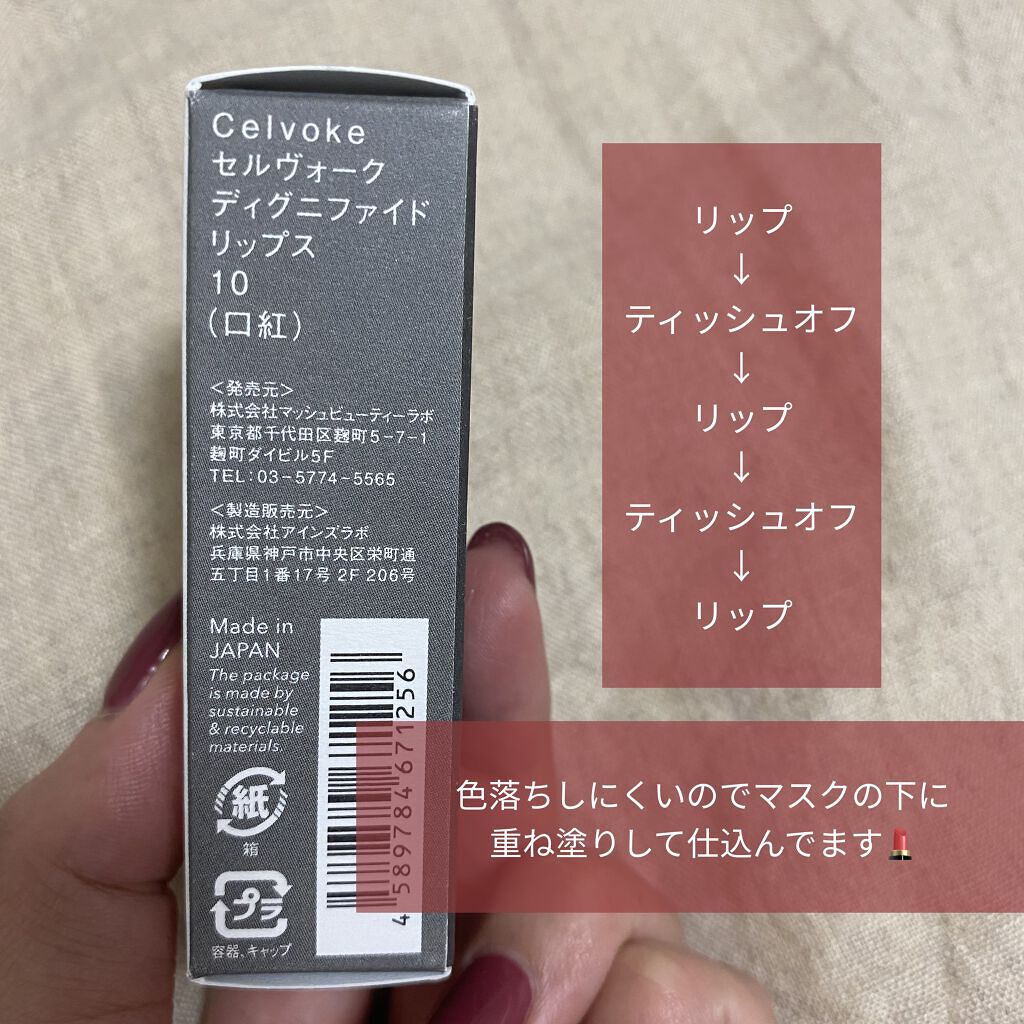 Celvoke
セルヴォーク
ディグニファイド
リップス
10
(口紅)
<発売元>
株式会社マッシュビューティーラボ
東京都千代田区麹町5-7-1
麹町ダイビル5F
TEL:03-5774-5565
<製造販売元>
株式会社アインズラボ
兵庫県神戸市中央区栄町通
五丁目1番17号 2F 206号
Made in
JAPAN
The package
is made by
sustainable
& recyclable
materials.
紙
箱
プラ
容器、キャップ
4 589784 671256
リップ
↓
ティッシュオフ
↓
リップ
↓
ティッシュオフ
↓
リップ
色落ちしにくいのでマスクの下に
重ね塗りして仕込んでます💄